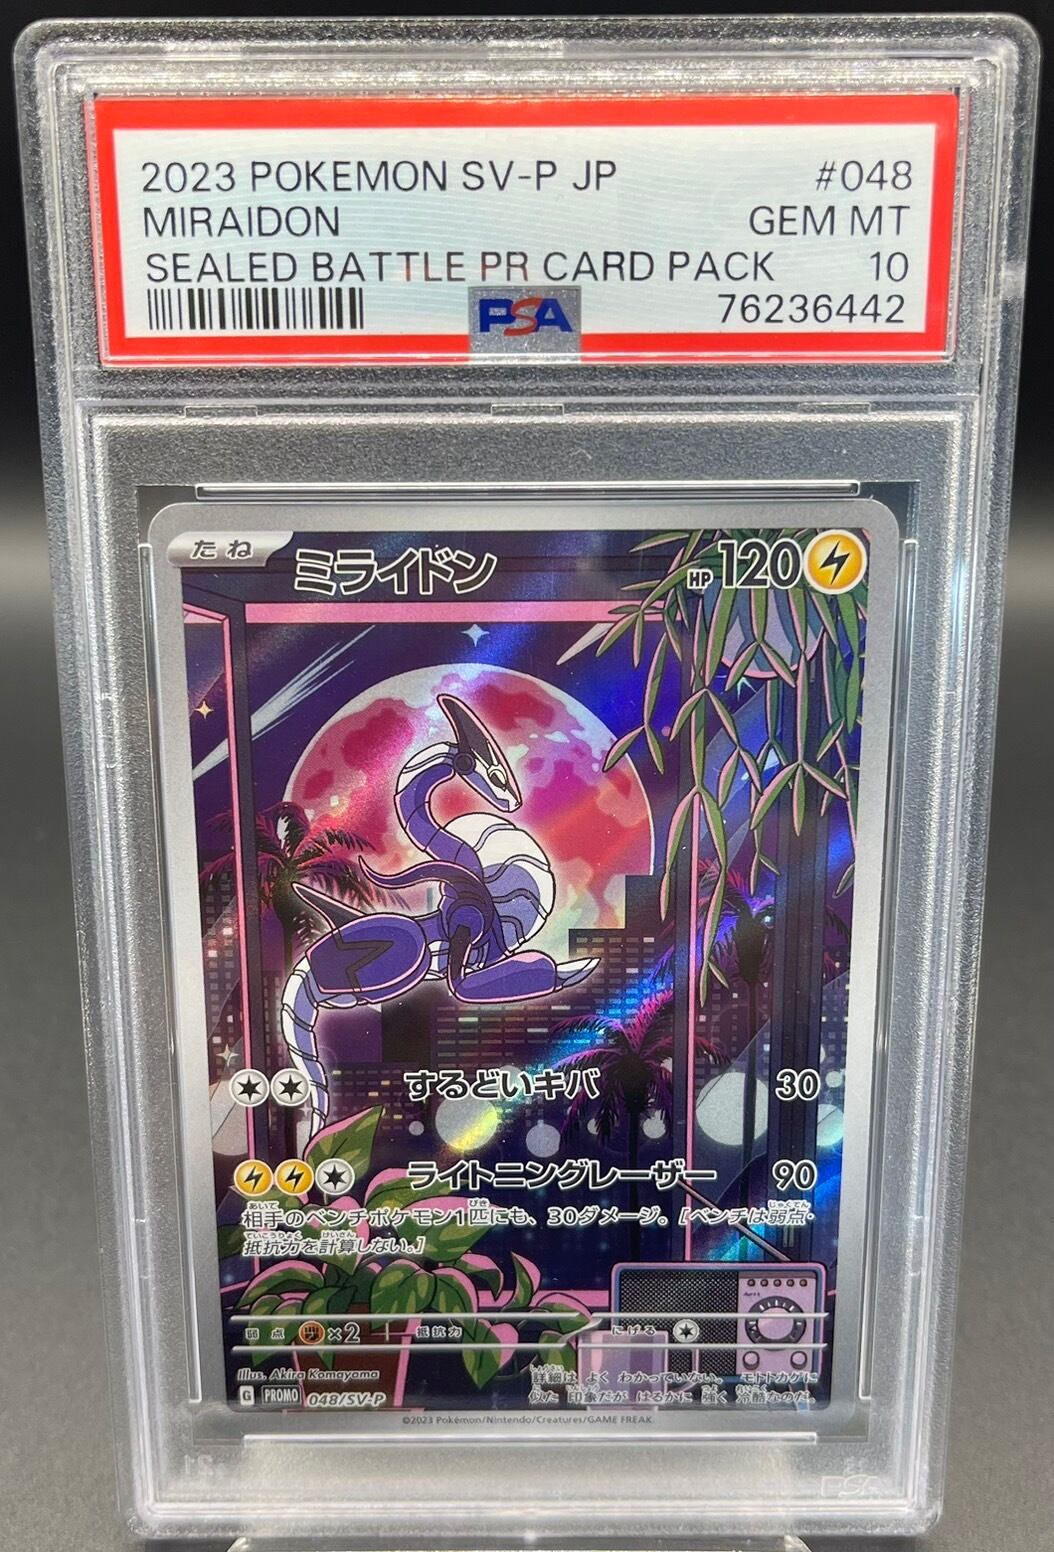 2023 POKEMON SV-P JP #048
MIRAIDON GEM MT
SEALED BATTLE PR CARD PACK 10
PSA 76236442
たね ミライドン HP 120
するどいキバ 30
ライトニングレーザー 90
相手のベンチポケモン1匹にも、30ダメージ。[ベンチは弱点・
抵抗力を計算しない。]
弱点 ×2 抵抗力 にげる
Illus. Akira Komayama
詳細は よく わかっていない。 モトトカゲに
似た 印象だが はるかに 強く 冷酷なのだ。
G PROMO 048/SV-P
©2023 Pokémon/Nintendo/Creatures/GAME FREAK.